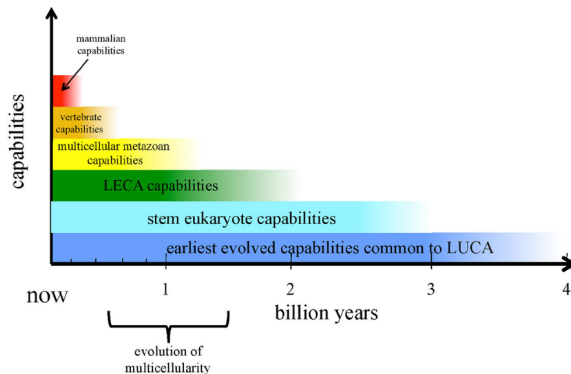 mammalian
capabilities
vertebrate
capabilities
multicellular metazoan
capabilities
LECA capabilities
stem eukaryote capabilities
earliest evolved capabilities common to LUCA
capabilities
now
1
2
3
4
billion years
evolution of
multicellularity